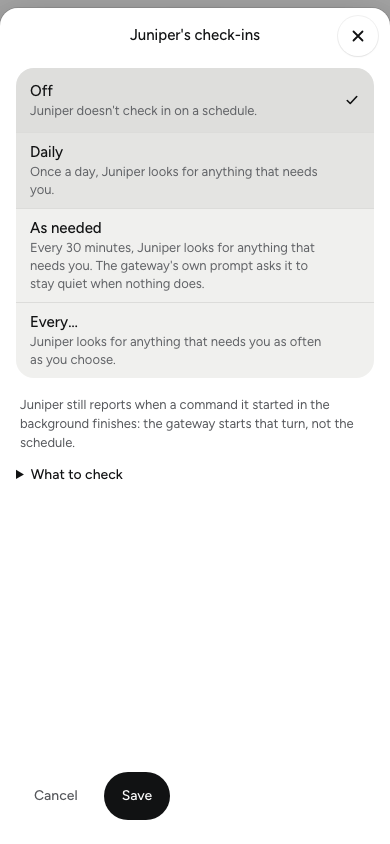 Juniper's check-ins
Off
Juniper doesn't check in on a schedule.
Daily
Once a day, Juniper looks for anything that needs
you.
As needed
Every 30 minutes, Juniper looks for anything that
needs you. The gateway's own prompt asks it to
stay quiet when nothing does.
Every...
Juniper looks for anything that needs you as often
as you choose.
Juniper still reports when a command it started in the
background finishes: the gateway starts that turn, not the
schedule.
What to check
Cancel
Save